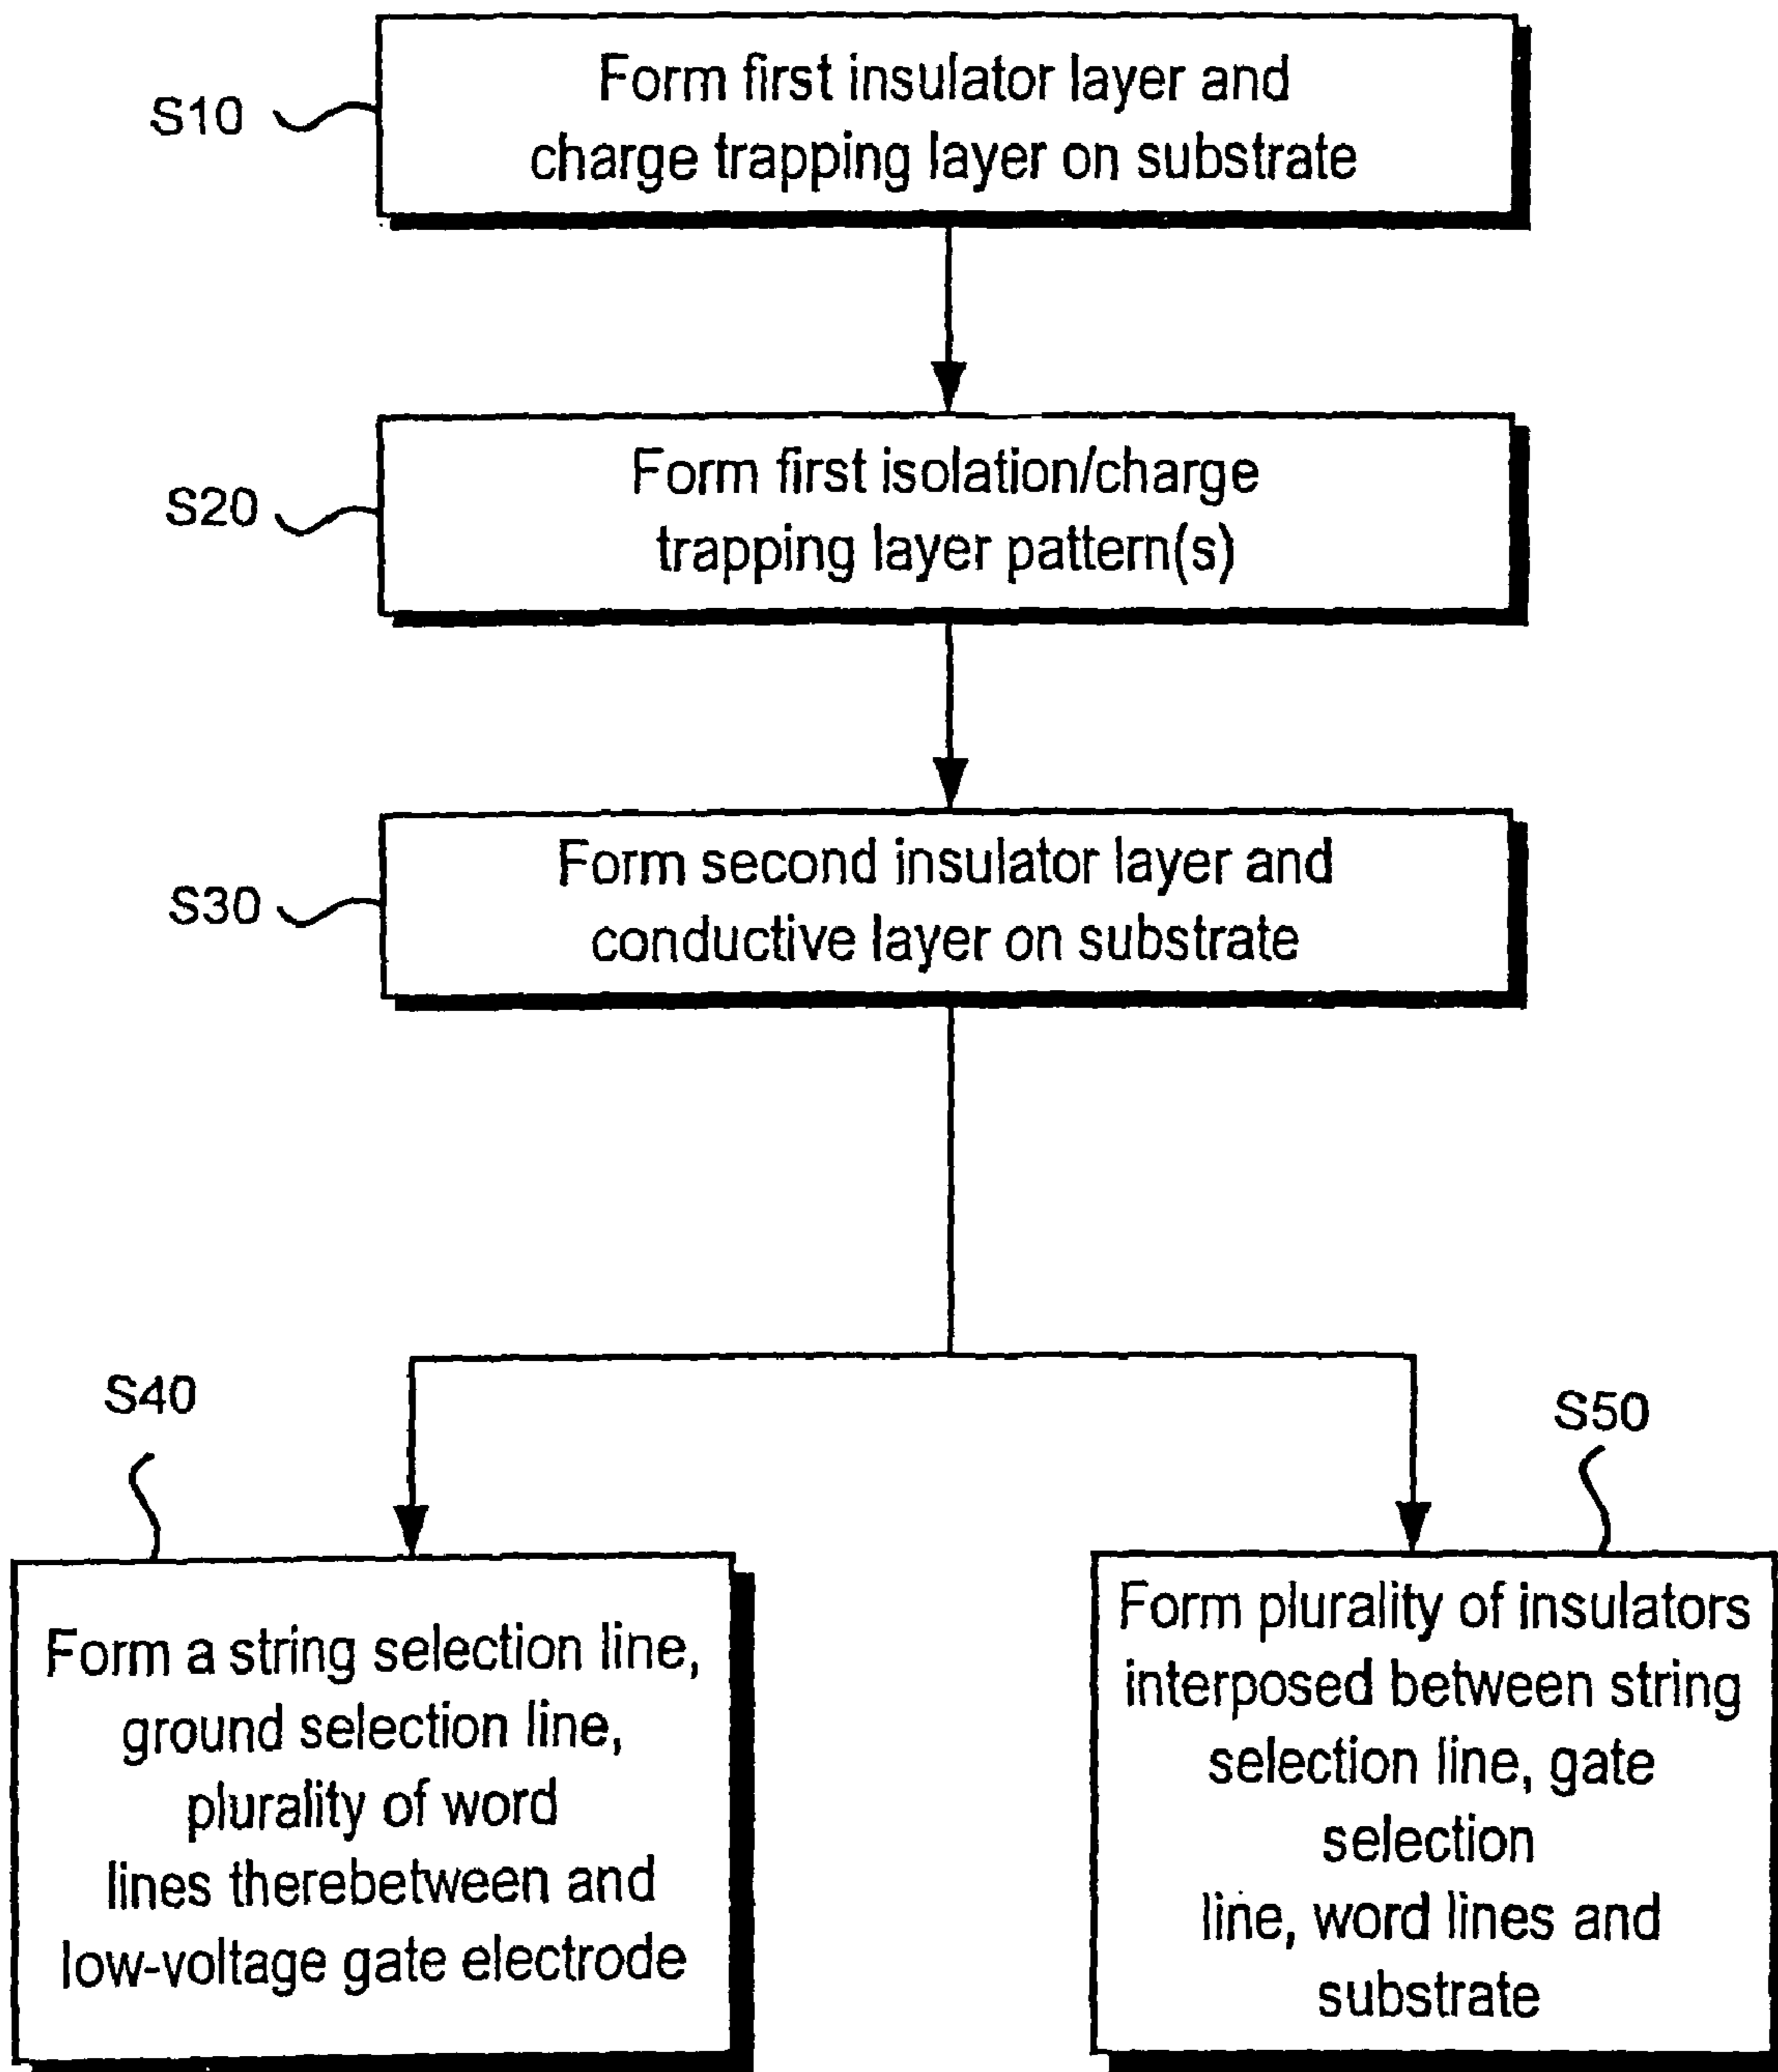 S10
Form first insulator layer and
charge trapping layer on substrate
S20
Form first isolation/charge
trapping layer pattern(s)
S30
Form second insulator layer and
conductive layer on substrate
S40
Form a string selection line,
ground selection line,
plurality of word
lines therebetween and
low-voltage gate electrode
S50
Form plurality of insulators
interposed between string
selection line, gate
selection
line, word lines and
substrate